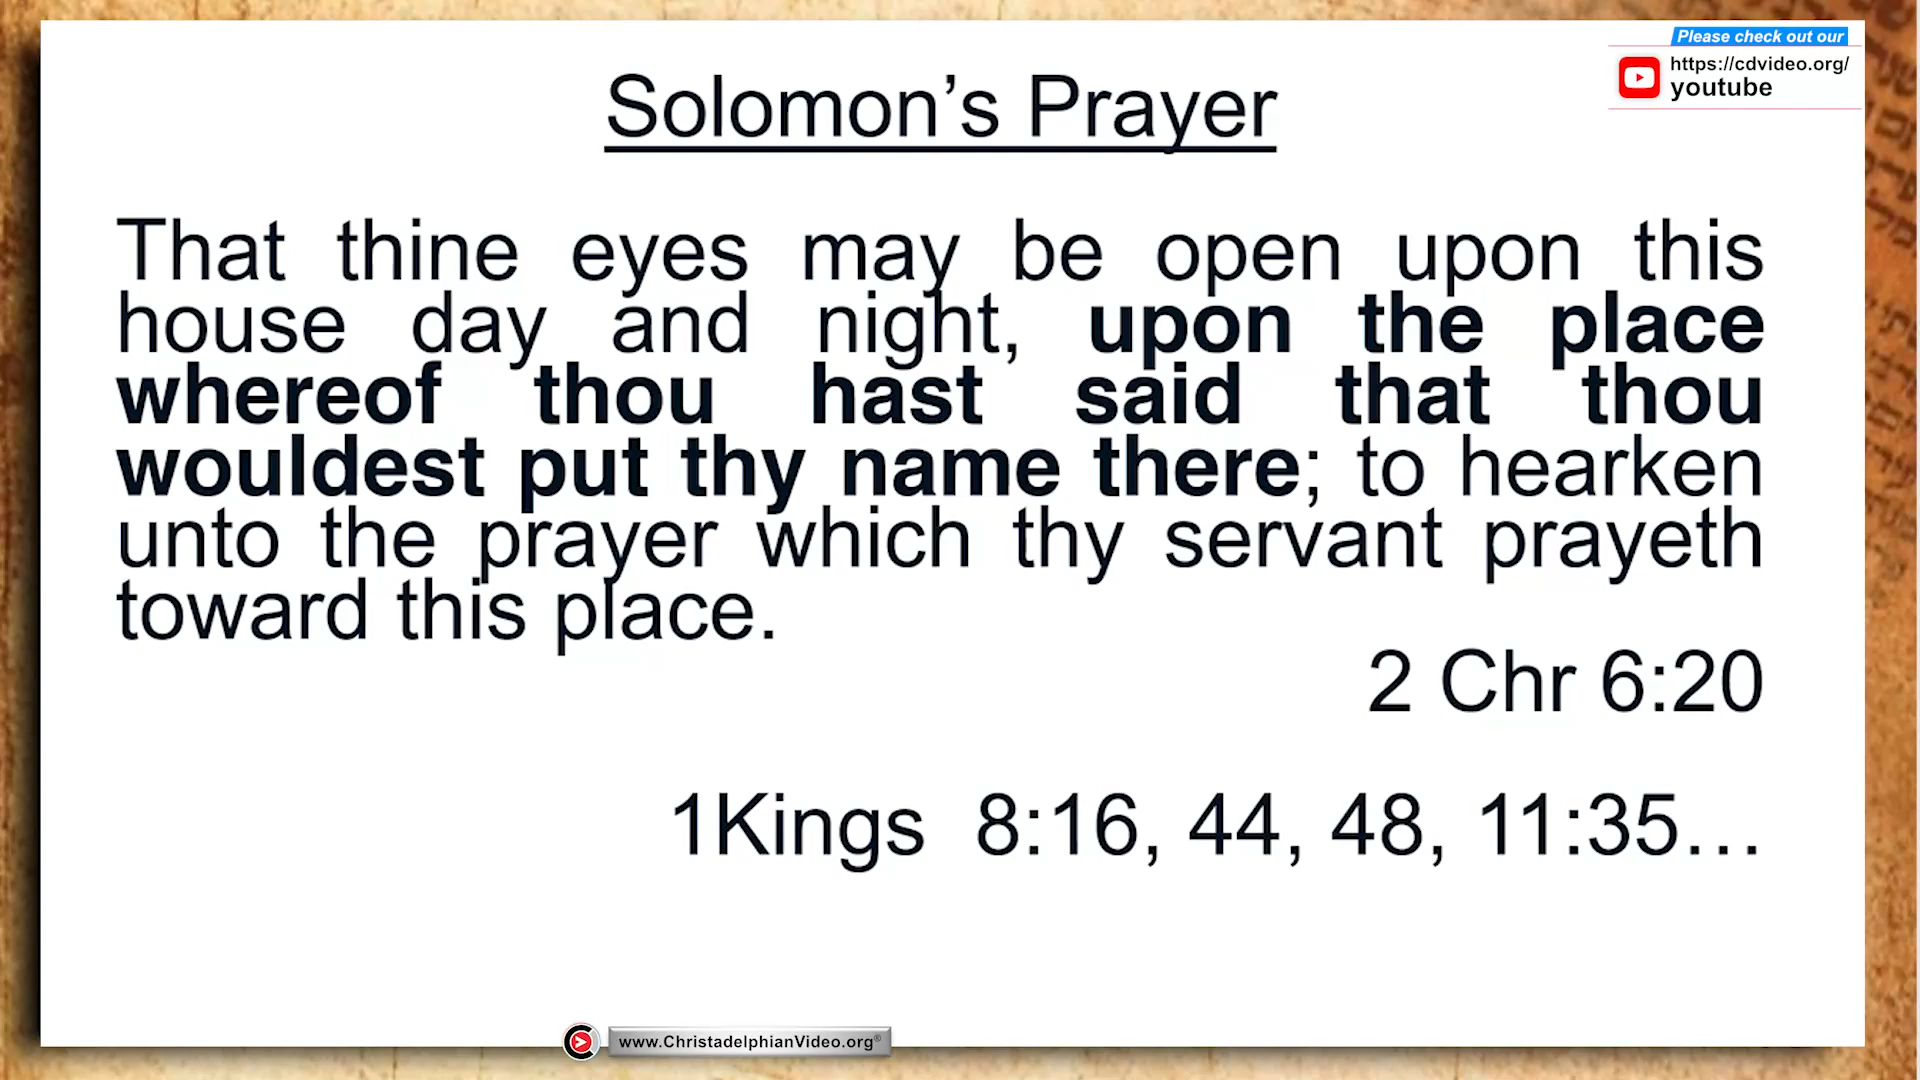 Please check out our
https://cdvideo.org/
youtube
Solomon’s Prayer
That thine eyes may be open upon this
house day and night, upon the place
whereof thou hast said that thou
wouldest put thy name there; to hearken
unto the prayer which thy servant prayeth
toward this place.
2 Chr 6:20
1Kings 8:16, 44, 48, 11:35…
www.ChristadelphianVideo.org®